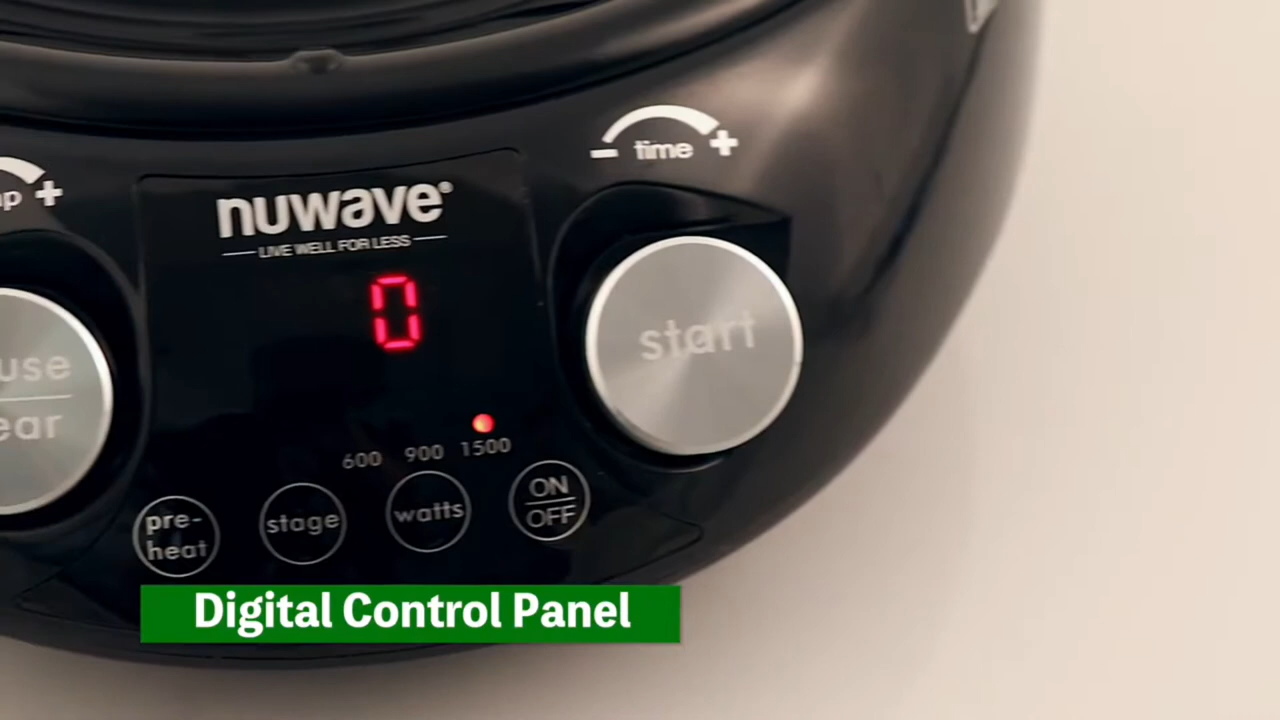 - time +
+
nuwave
LIVE WELL FOR LESS
0
start
600 900 1500
pre-
heat
stage
watts
ON
OFF
Digital Control Panel